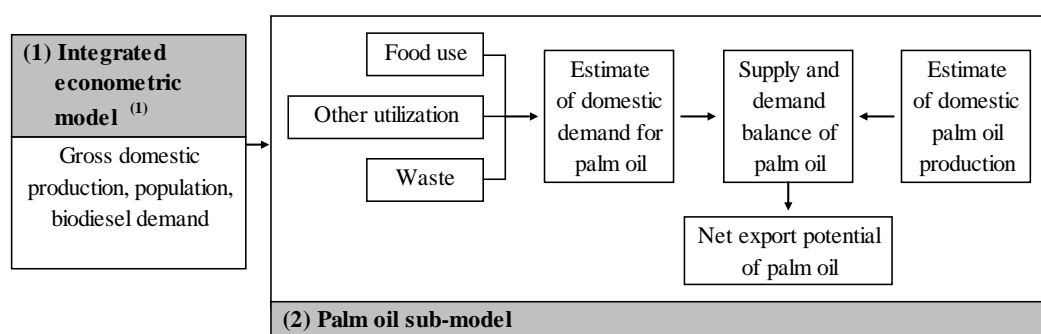 (1) Integrated
econometric
model (1)
Gross domestic
production, population,
biodiesel demand
Food use
Other utilization
Waste
Estimate
of domestic
demand for
palm oil
Supply and
demand
balance of
palm oil
Estimate
of domestic
palm oil
production
Net export potential
of palm oil
(2) Palm oil sub-model